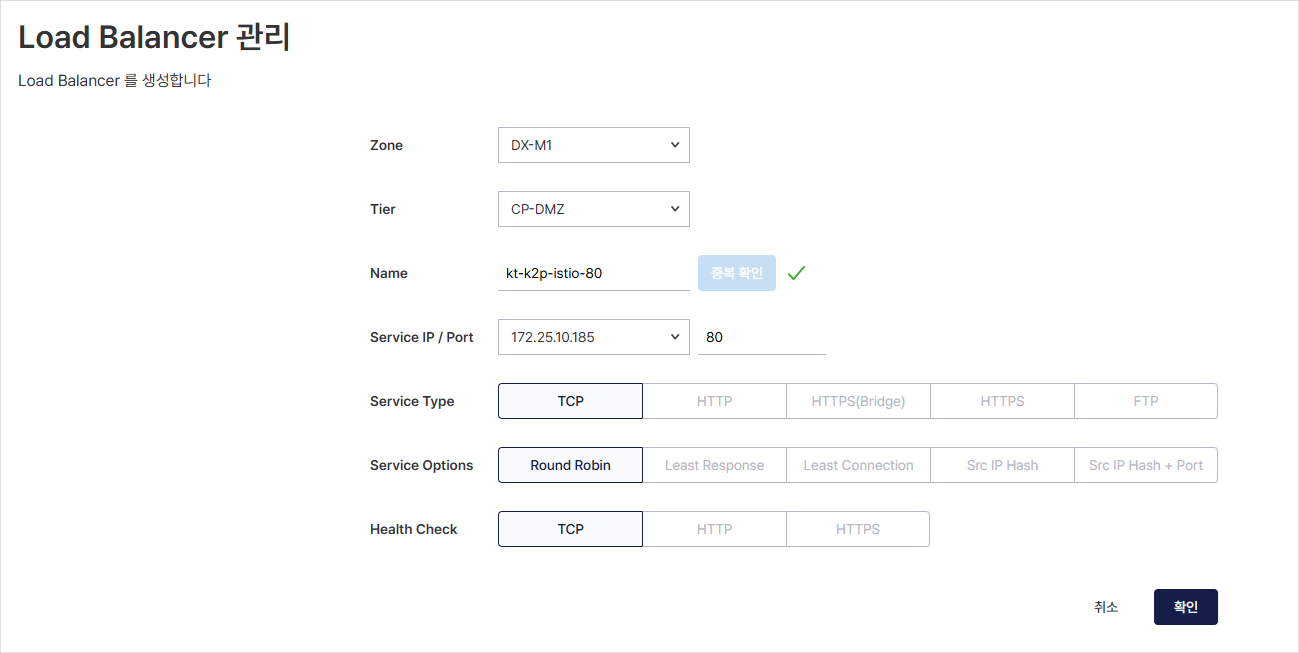 Load Balancer 관리
Load Balancer 를 생성합니다
Zone DX-M1
Tier CP-DMZ
Name kt-k2p-istio-80 중복 확인
Service IP / Port 172.25.10.185 80
Service Type TCP HTTP HTTPS(Bridge) HTTPS FTP
Service Options Round Robin Least Response Least Connection Src IP Hash Src IP Hash + Port
Health Check TCP HTTP HTTPS
취소 확인